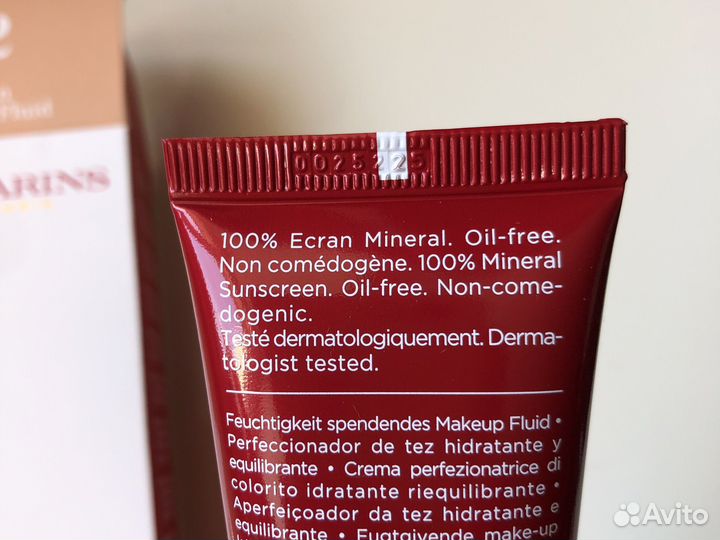 2
Fluid
ARINS
0025225
100% Ecran Mineral. Oil-free.
Non comédogène. 100% Mineral
Sunscreen. Oil-free. Non-come-
dogenic.
Testé dermatologiquement. Derma-
tologist tested.
Feuchtigkeit spendendes Makeup Fluid •
Perfeccionador de tez hidratante y
equilibrante • Crema perfezionatrice di
colorito idratante riequilibrante •
Aperfeiçoador da tez hidratante e
equilibrante • Fugtgivende make-up
Avito